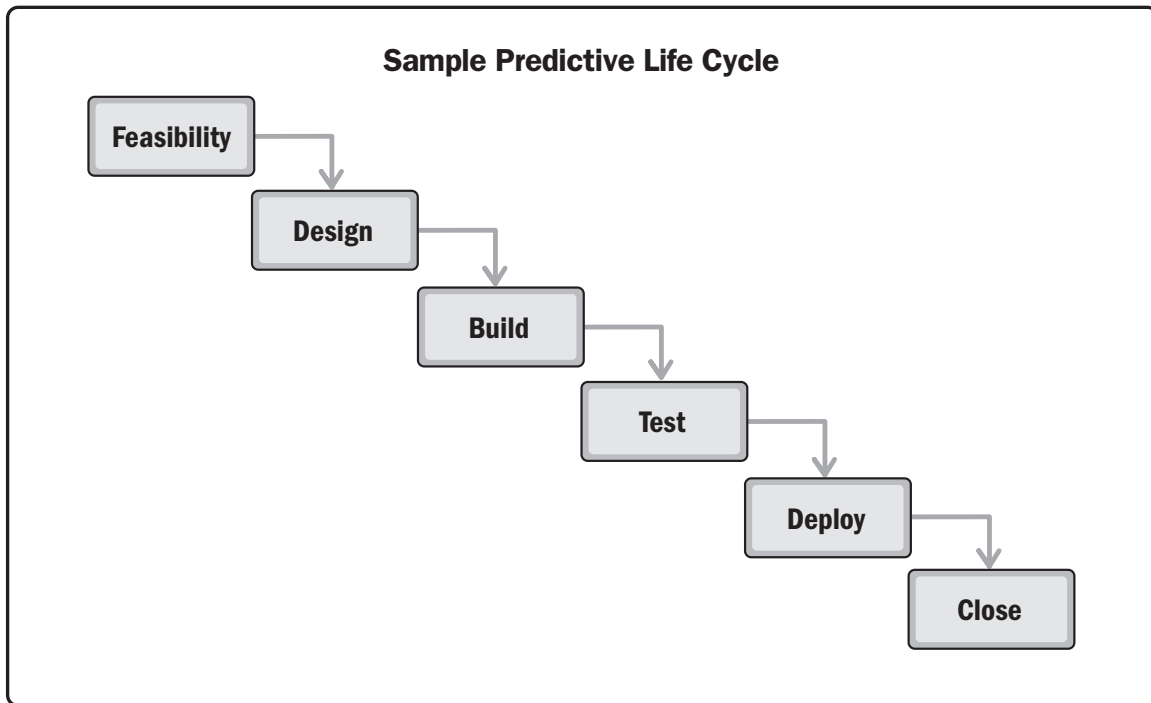 Sample Predictive Life Cycle
Feasibility
Design
Build
Test
Deploy
Close